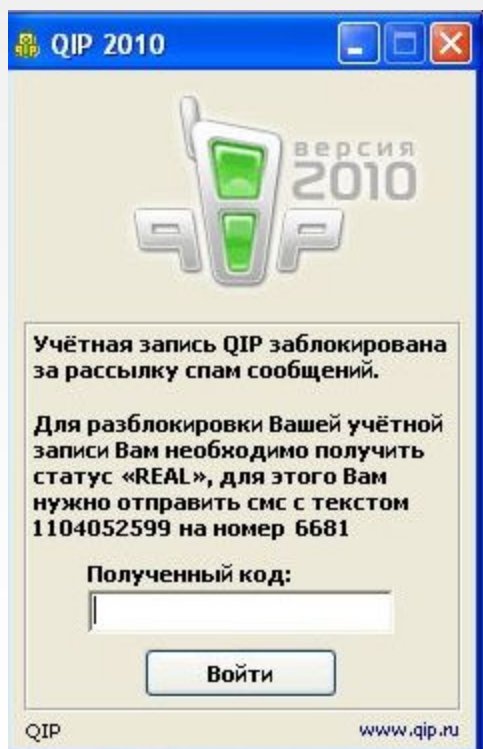 QIP 2010
версия
2010
qip
Учётная запись QIP заблокирована
за рассылку спам сообщений.
Для разблокировки Вашей учётной
записи Вам необходимо получить
статус «REAL», для этого Вам
нужно отправить смс с текстом
1104052599 на номер 6681
Полученный код:
Войти
QIP www.qip.ru